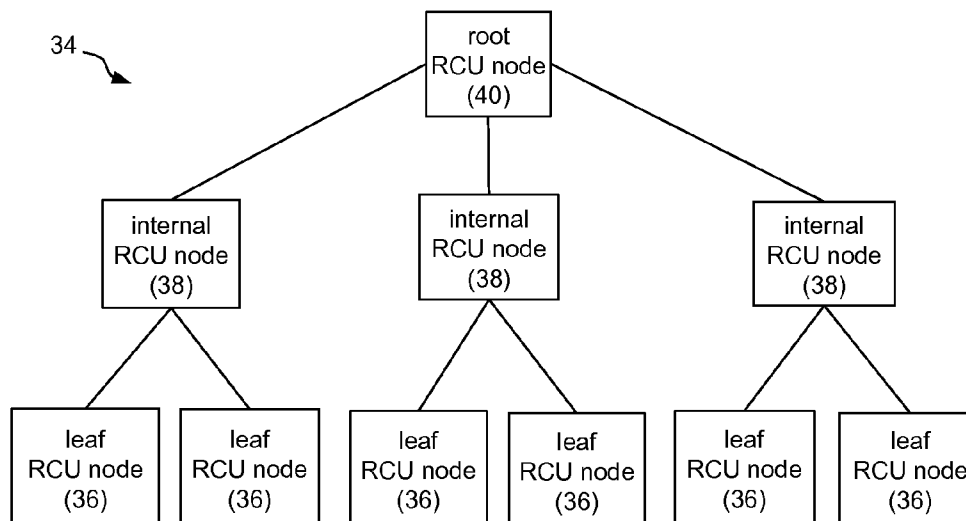 34
root
RCU node
(40)
internal
RCU node
(38)
internal
RCU node
(38)
internal
RCU node
(38)
leaf
RCU node
(36)
leaf
RCU node
(36)
leaf
RCU node
(36)
leaf
RCU node
(36)
leaf
RCU node
(36)
leaf
RCU node
(36)